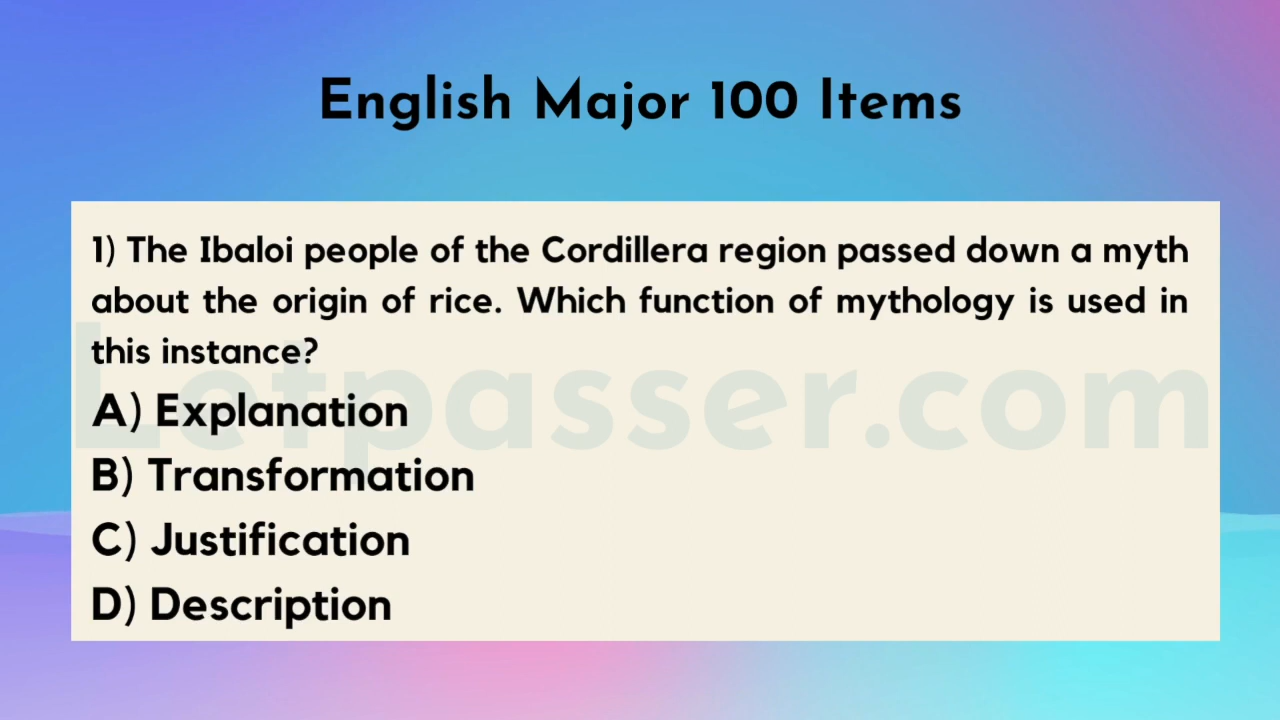 English Major 100 Items
1) The Ibaloi people of the Cordillera region passed down a myth
about the origin of rice. Which function of mythology is used in
this instance?
Letpasser.com
A) Explanation
B) Transformation
C) Justification
D) Description